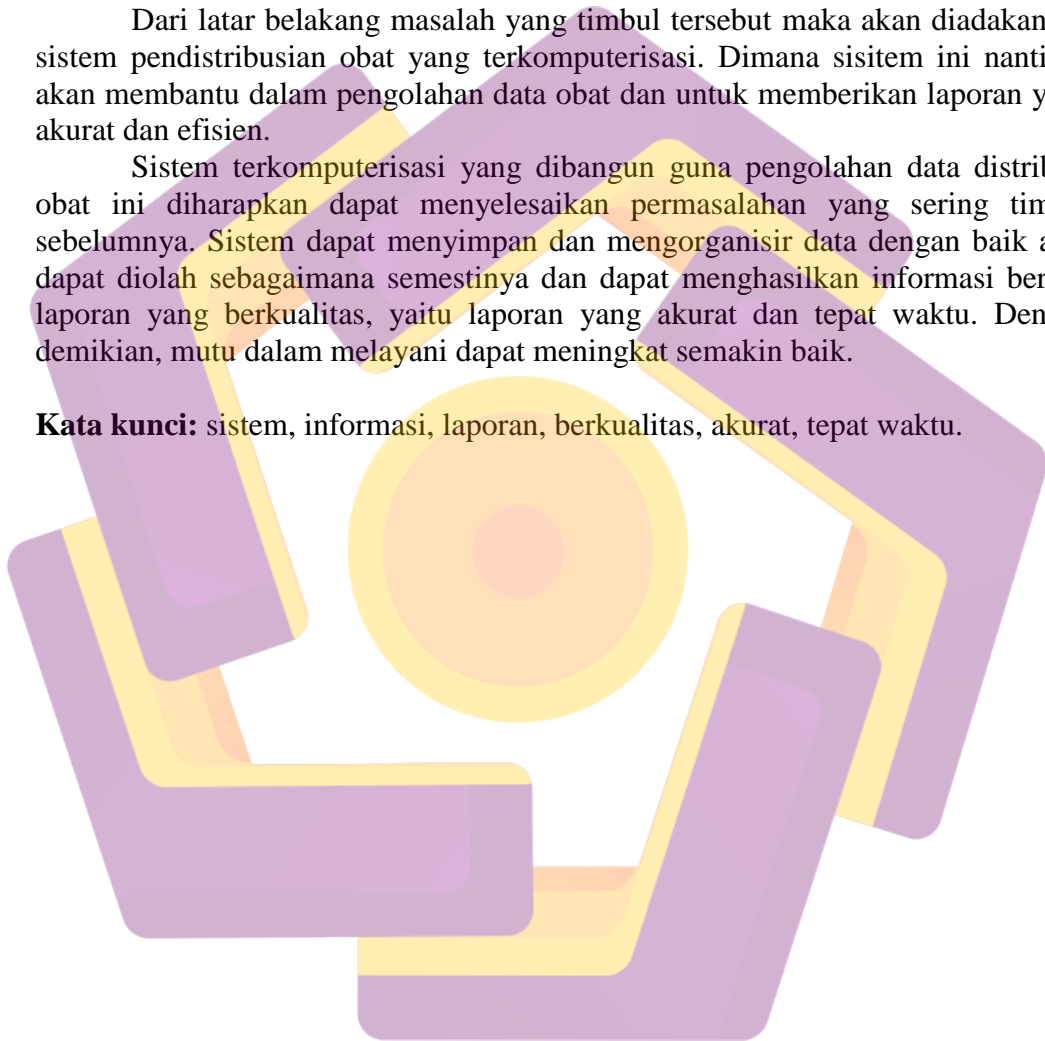 Dari latar belakang masalah yang timbul tersebut maka akan diadakan
sistem pendistribusian obat yang terkomputerisasi. Dimana sisitem ini nanti
akan membantu dalam pengolahan data obat dan untuk memberikan laporan y
akurat dan efisien.
Sistem terkomputerisasi yang dibangun guna pengolahan data distrib
obat ini diharapkan dapat menyelesaikan permasalahan yang sering tim
sebelumnya. Sistem dapat menyimpan dan mengorganisir data dengan baik a
dapat diolah sebagaimana semestinya dan dapat menghasilkan informasi ber
laporan yang berkualitas, yaitu laporan yang akurat dan tepat waktu. Den
demikian, mutu dalam melayani dapat meningkat semakin baik.
Kata kunci: sistem, informasi, laporan, berkualitas, akurat, tepat waktu.